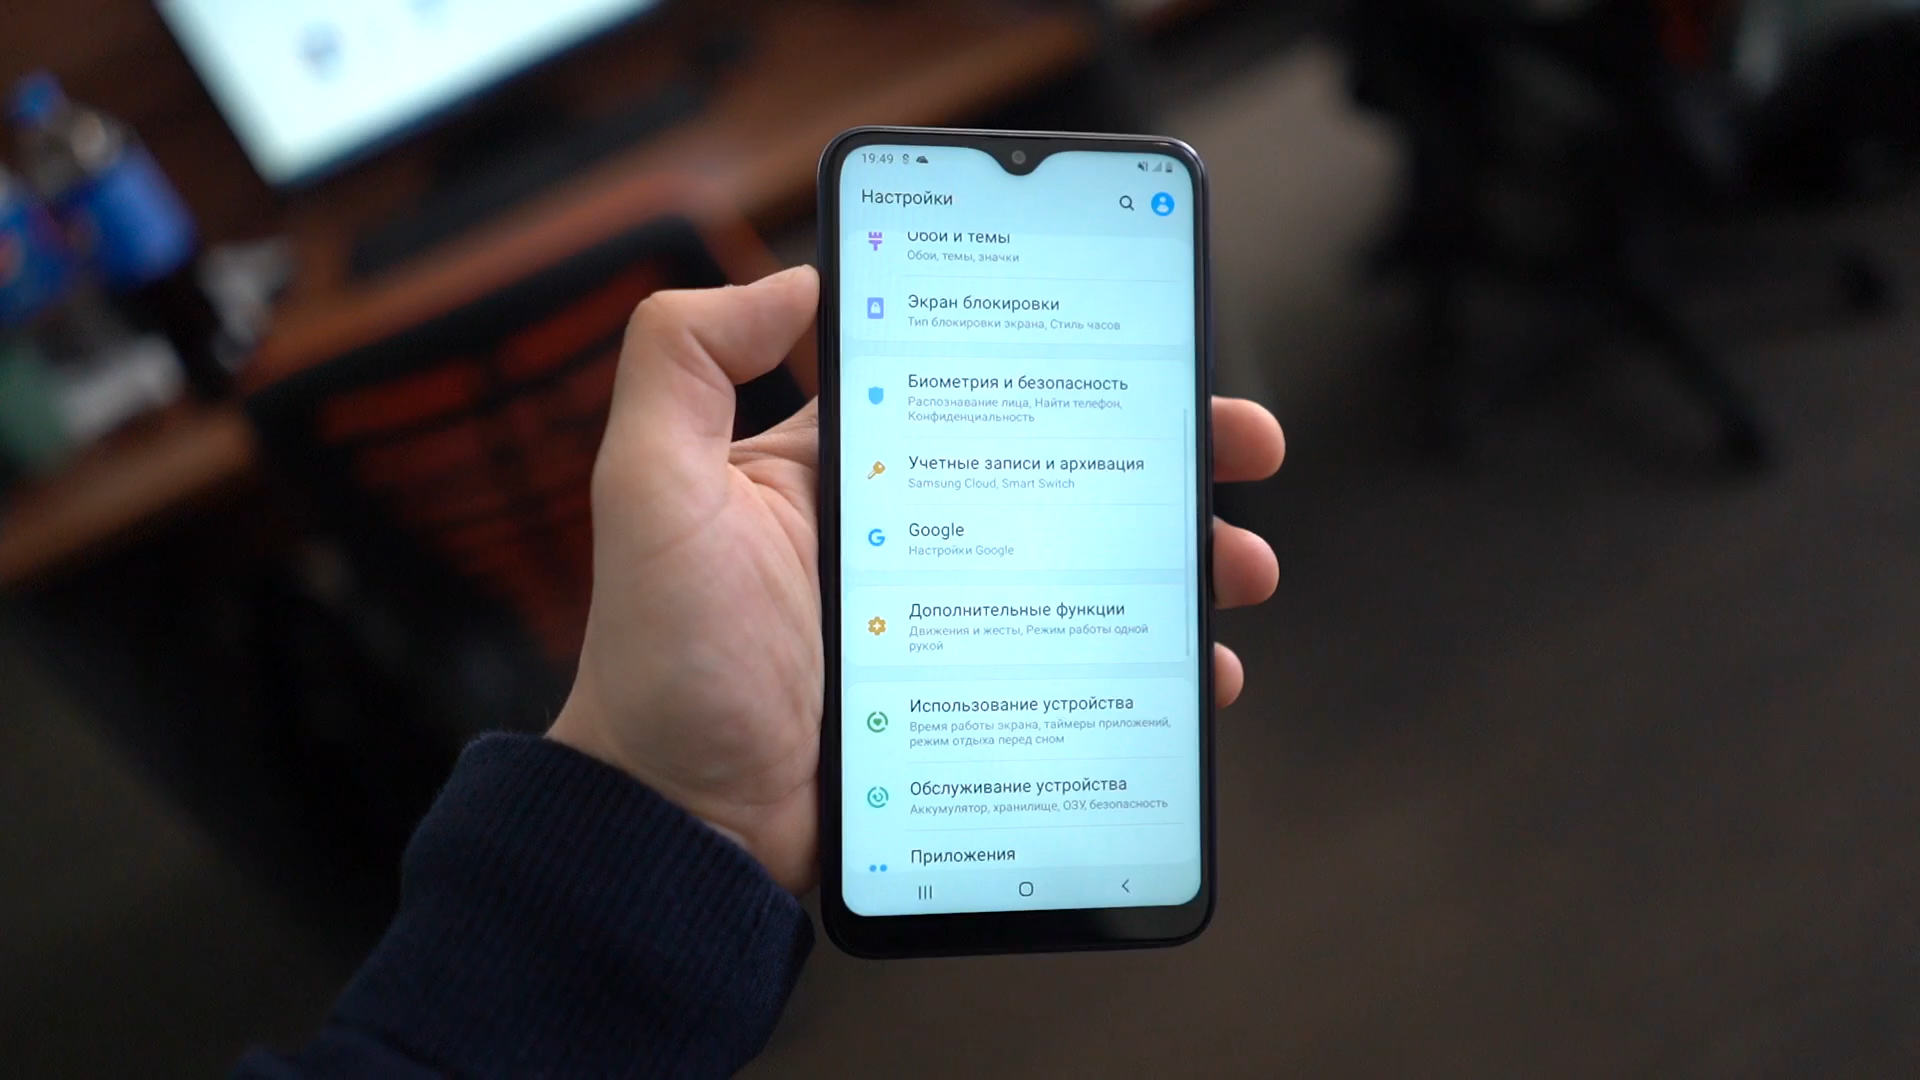 19:49
Настройки
Обои и темы
Обои, темы, значки
Экран блокировки
Тип блокировки экрана, Стиль часов
Биометрия и безопасность
Распознавание лица, Найти телефон,
Конфиденциальность
Учетные записи и архивация
Samsung Cloud, Smart Switch
Google
Настройки Google
Дополнительные функции
Движения и жесты, Режим работы одной
рукой
Использование устройства
Время работы экрана, таймеры приложений,
режим отдыха перед сном
Обслуживание устройства
Аккумулятор, хранилище, ОЗУ, безопасность
Приложения